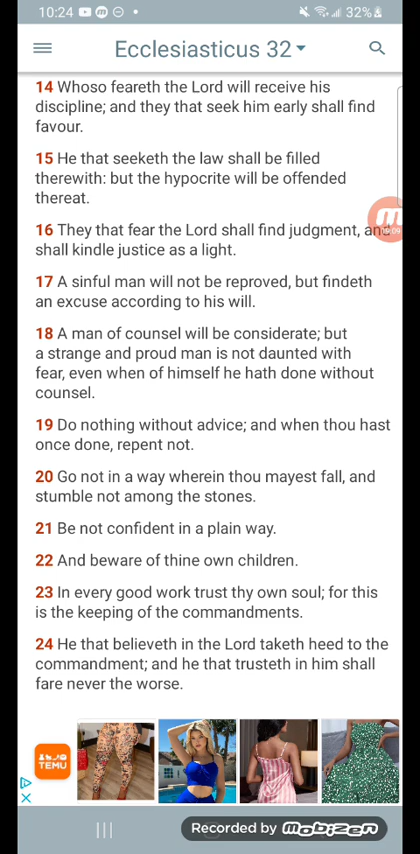 10:24 32%
Ecclesiasticus 32
14 Whoso feareth the Lord will receive his
discipline; and they that seek him early shall find
favour.
15 He that seeketh the law shall be filled
therewith: but the hypocrite will be offended
thereat.
16 They that fear the Lord shall find judgment, and
shall kindle justice as a light.
09:09
17 A sinful man will not be reproved, but findeth
an excuse according to his will.
18 A man of counsel will be considerate; but
a strange and proud man is not daunted with
fear, even when of himself he hath done without
counsel.
19 Do nothing without advice; and when thou hast
once done, repent not.
20 Go not in a way wherein thou mayest fall, and
stumble not among the stones.
21 Be not confident in a plain way.
22 And beware of thine own children.
23 In every good work trust thy own soul; for this
is the keeping of the commandments.
24 He that believeth in the Lord taketh heed to the
commandment; and he that trusteth in him shall
fare never the worse.
TEMU
Recorded by mobizen